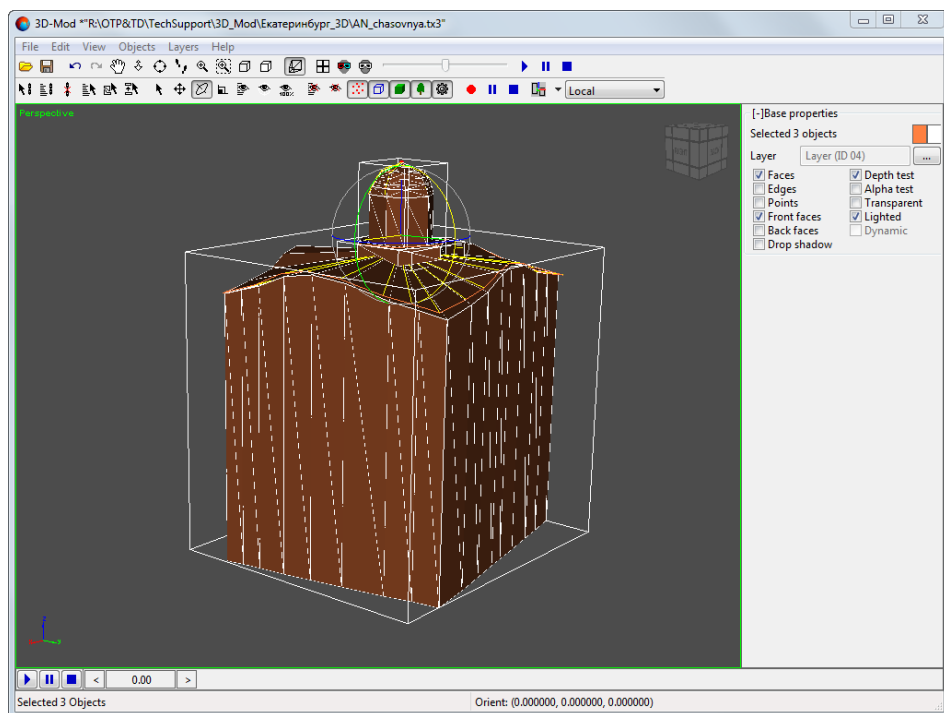 3D-Mod *"R:\OTP&TD\TechSupport\3D_Mod\Екатеринбург_3D\AN_chasovnya.tx3"
File Edit View Objects Layers Help
Local
Perspective
[-]Base properties
Selected 3 objects
Layer Layer (ID 04) ...
Faces Depth test
Edges Alpha test
Points Transparent
Front faces Lighted
Back faces Dynamic
Drop shadow
< 0.00 >
Selected 3 Objects Orient: (0.000000, 0.000000, 0.000000)